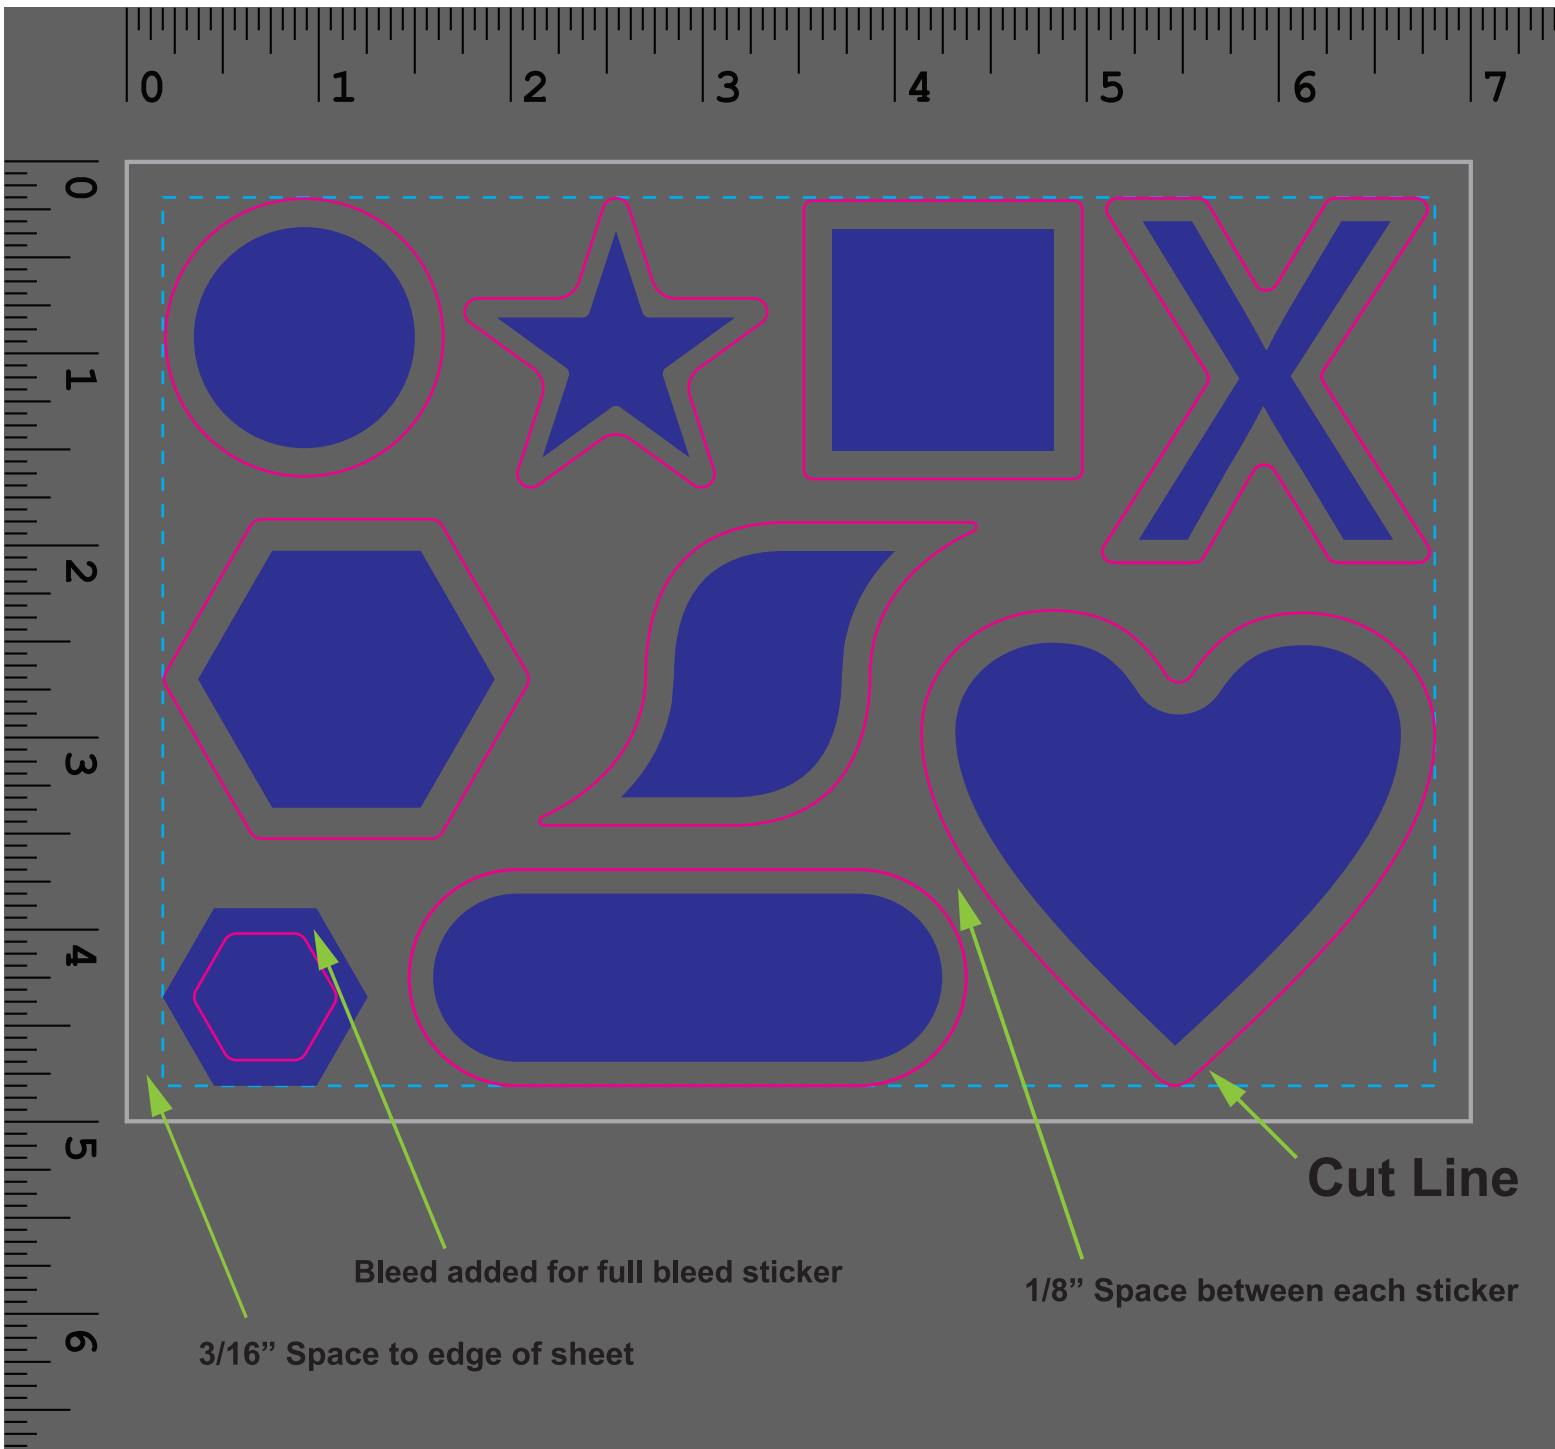 0 1 2 3 4 5 6 7
0
1
2
3
4
5
6
Cut Line
Bleed added for full bleed sticker
1/8” Space between each sticker
3/16” Space to edge of sheet